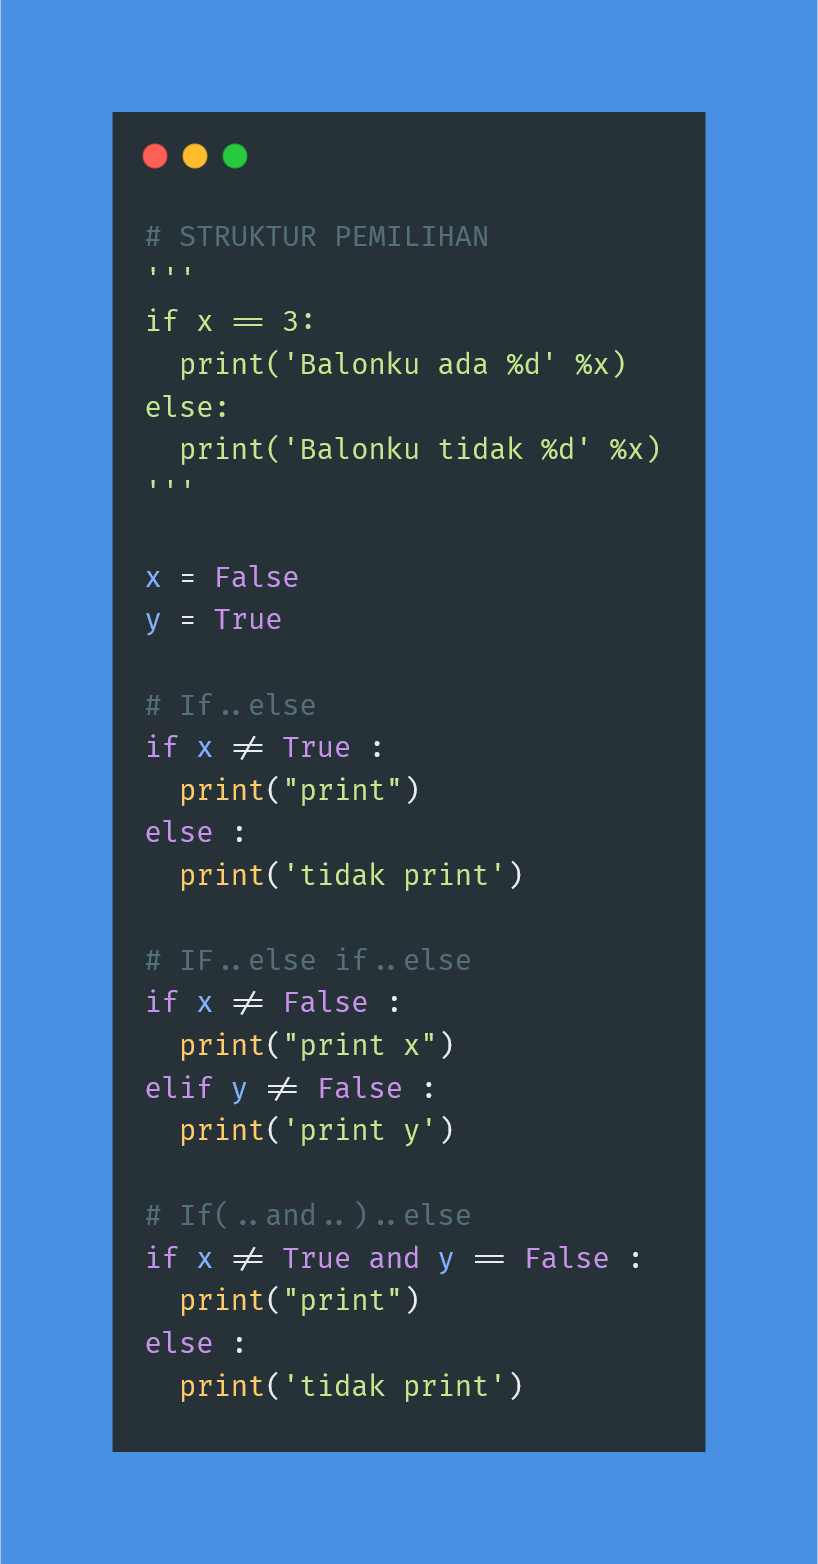 # STRUKTUR PEMILIHAN
'''
if x == 3:
  print('Balonku ada %d' %x)
else:
  print('Balonku tidak %d' %x)
'''

x = False
y = True

# If..else
if x != True :
  print("print")
else :
  print('tidak print')

# IF..else if..else
if x != False :
  print("print x")
elif y != False :
  print('print y')

# If(..and..)..else
if x != True and y == False :
  print("print")
else :
  print('tidak print')